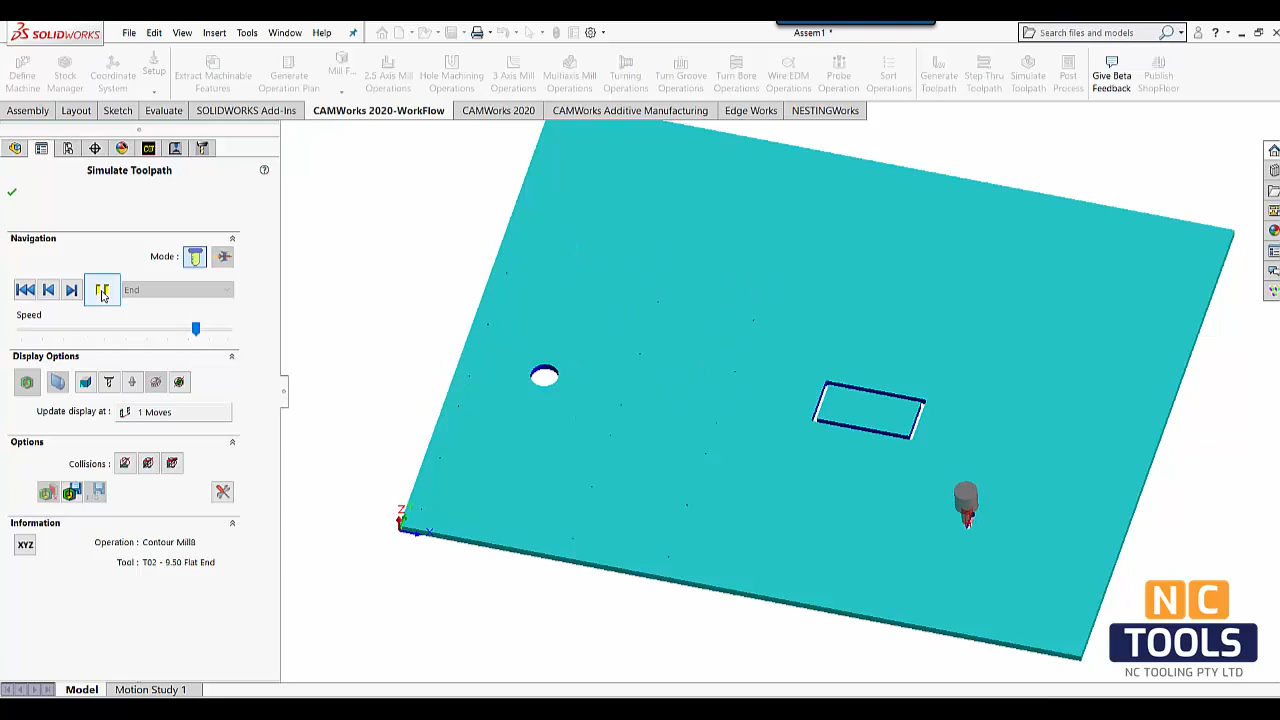 SOLIDWORKS File Edit View Insert Tools Window Help Assem1 * Search files and models ?
Define Machine Stock Manager Coordinate System Setup Extract Machinable Features Generate Operation Plan Mill F... 2.5 Axis Mill Operations Hole Machining Operations 3 Axis Mill Operations Multiaxis Mill Operations Turning Operations Turn Groove Operations Turn Bore Operations Wire EDM Operations Probe Operation Sort Operations Generate Toolpath Step Thru Toolpath Simulate Toolpath Post Process Give Beta Feedback Publish ShopFloor
Assembly Layout Sketch Evaluate SOLIDWORKS Add-Ins CAMWorks 2020-WorkFlow CAMWorks 2020 CAMWorks Additive Manufacturing Edge Works NESTINGWorks
Simulate Toolpath
Navigation
Mode :
End
Speed
Display Options
Update display at : 1 Moves
Options
Collisions :
Information
XYZ
Operation : Contour Mill8
Tool : T02 - 9.50 Flat End
Z
X
NC
TOOLS
NC TOOLING PTY LTD
Model Motion Study 1